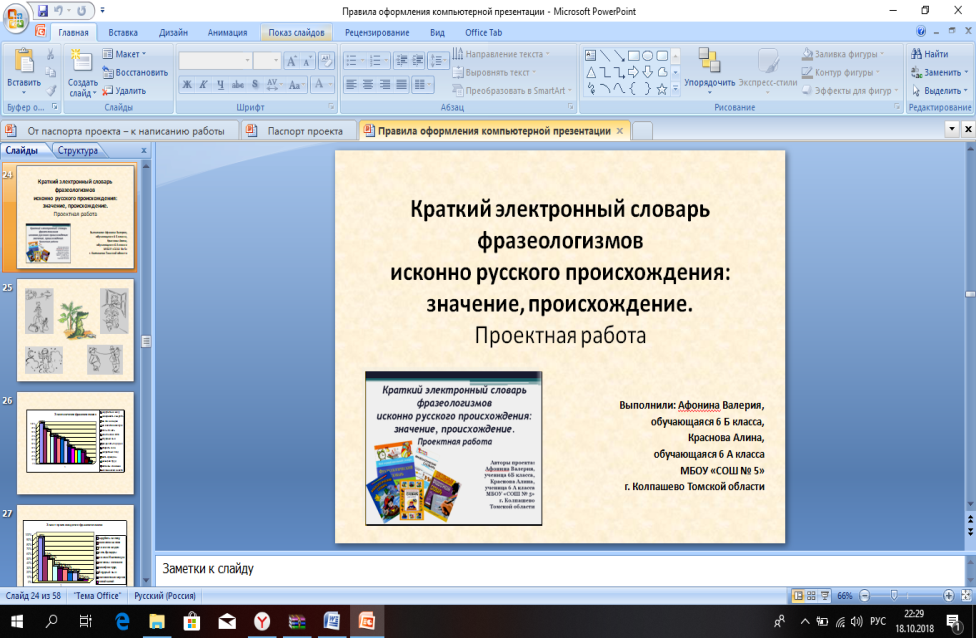 Правила оформления компьютерной презентации - Microsoft PowerPoint
Главная Вставка Дизайн Анимация Показ слайдов Рецензирование Вид Office Tab
Вставить
Буфер о...
Создать слайд
Макет
Восстановить
Удалить
Слайды
Ж К Ч abc S AV Aa A
Шрифт
Направление текста
Выровнять текст
Преобразовать в SmartArt
Абзац
Упорядочить Экспресс-стили
Заливка фигуры
Контур фигуры
Эффекты для фигур
Рисование
Найти
Заменить
Выделить
Редактирование
От паспорта проекта – к написанию работы Паспорт проекта Правила оформления компьютерной презентации
Слайды Структура
24
Краткий электронный словарь
фразеологизмов
исконно русского происхождения:
значение, происхождение.
Проектная работа
25
26
27
Краткий электронный словарь
фразеологизмов
исконно русского происхождения:
значение, происхождение.
Проектная работа
Краткий электронный словарь
фразеологизмов
исконно русского происхождения:
значение, происхождение.
Проектная работа
Авторы проекта:
Афонина Валерия,
ученица 6Б класса,
Краснова Алина,
ученица 6 А класса
МБОУ «СОШ № 5»
г. Колпашево
Томской области
Выполнили: Афонина Валерия,
обучающаяся 6 Б класса,
Краснова Алина,
обучающаяся 6 А класса
МБОУ «СОШ № 5»
г. Колпашево Томской области
Заметки к слайду
Слайд 24 из 58 "Тема Office" Русский (Россия) 66%
РУС
22:29
18.10.2018
1